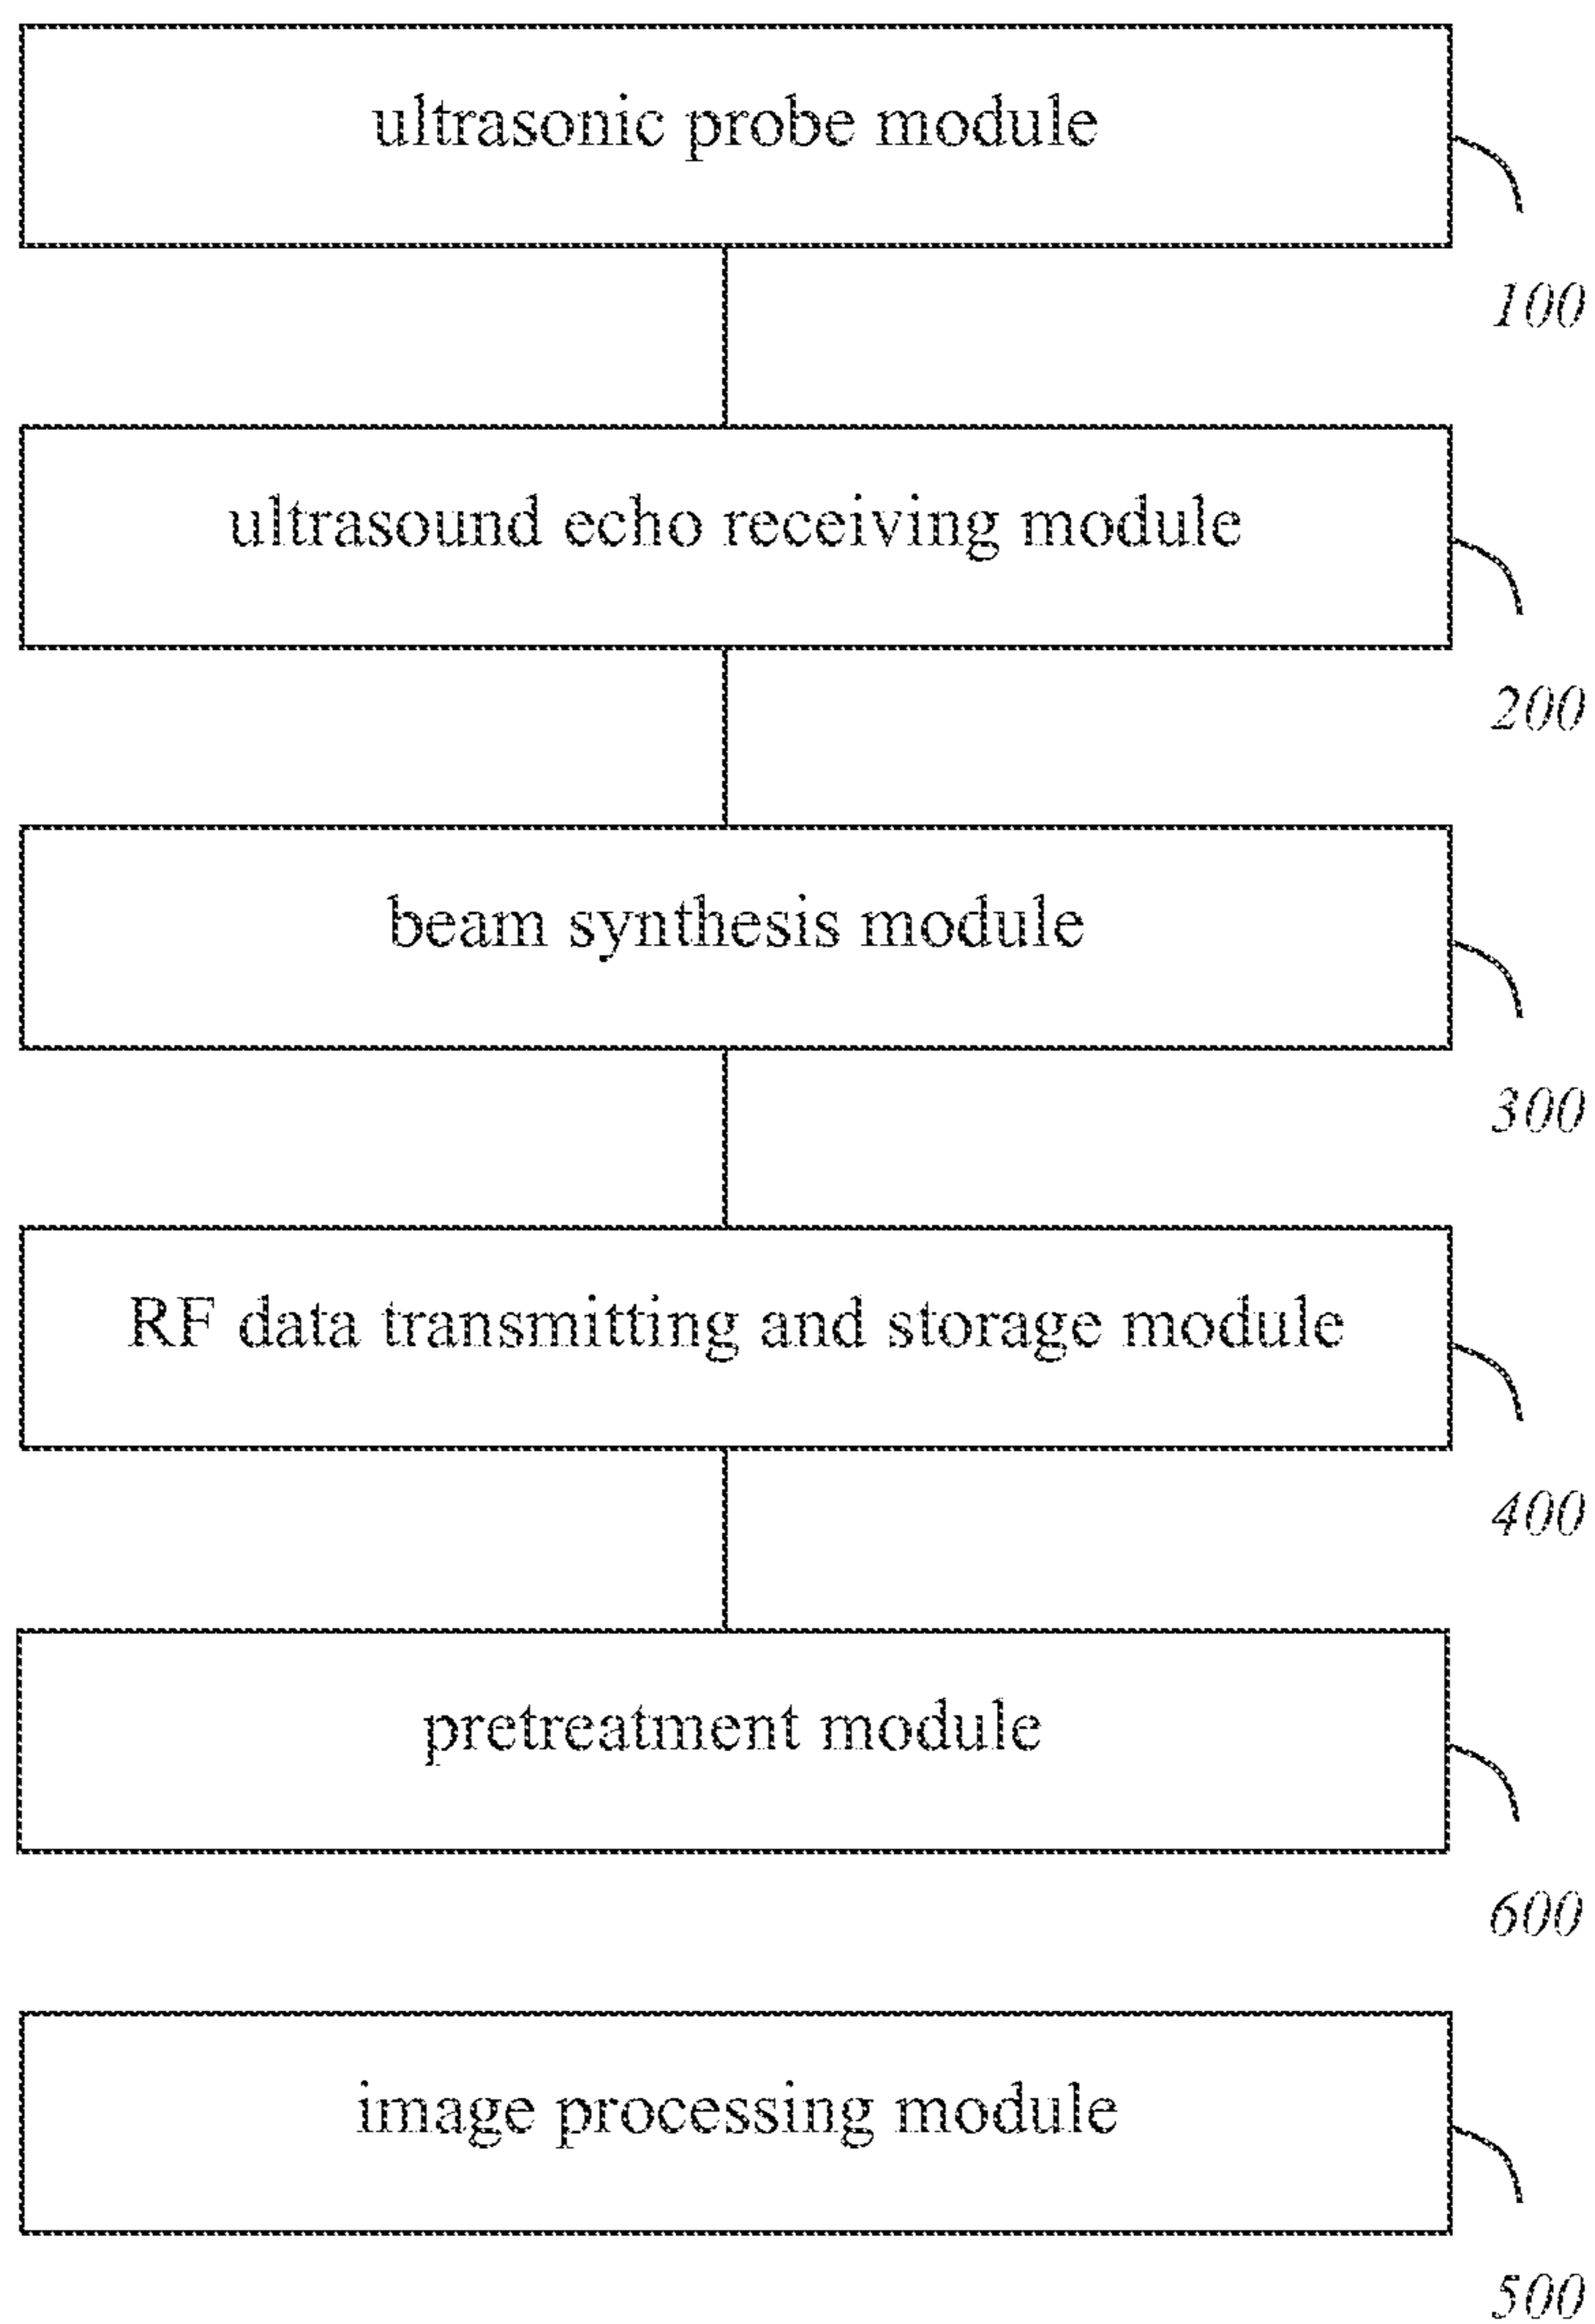 ultrasonic probe module
100
ultrasound echo receiving module
200
beam synthesis module
300
RF data transmitting and storage module
400
pretreatment module
600
image processing module
500